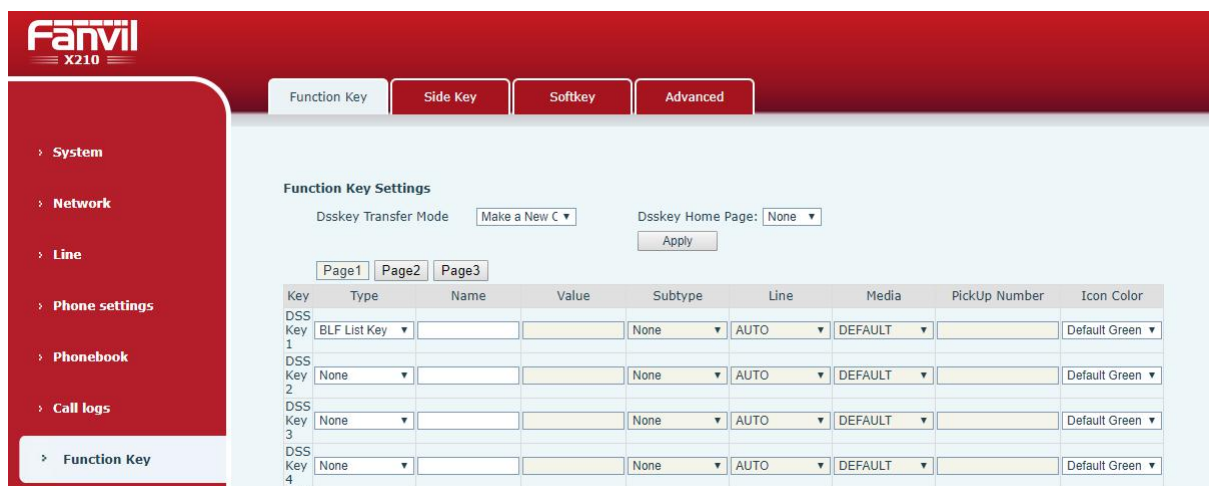 Fanvil
X210
Function Key Side Key Softkey Advanced
› System
› Network
› Line
› Phone settings
› Phonebook
› Call logs
› Function Key
Function Key Settings
Dsskey Transfer Mode Make a New C ▼ Dsskey Home Page: None ▼
Apply
Page1 Page2 Page3
Key Type Name Value Subtype Line Media PickUp Number Icon Color
DSS Key 1 BLF List Key ▼ None ▼ AUTO ▼ DEFAULT ▼ Default Green ▼
DSS Key 2 None ▼ None ▼ AUTO ▼ DEFAULT ▼ Default Green ▼
DSS Key 3 None ▼ None ▼ AUTO ▼ DEFAULT ▼ Default Green ▼
DSS Key 4 None ▼ None ▼ AUTO ▼ DEFAULT ▼ Default Green ▼